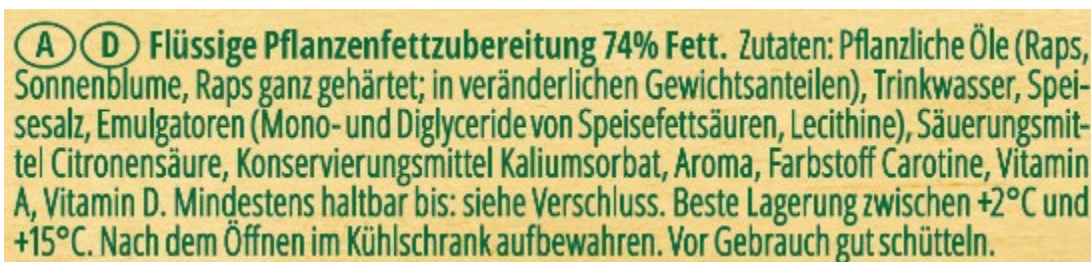 A D Flüssige Pflanzenfettzubereitung 74% Fett. Zutaten: Pflanzliche Öle (Raps,
Sonnenblume, Raps ganz gehärtet; in veränderlichen Gewichtsanteilen), Trinkwasser, Spei-
sesalz, Emulgatoren (Mono- und Diglyceride von Speisefettsäuren, Lecithine), Säuerungsmit-
tel Citronensäure, Konservierungsmittel Kaliumsorbat, Aroma, Farbstoff Carotine, Vitamin
A, Vitamin D. Mindestens haltbar bis: siehe Verschluss. Beste Lagerung zwischen +2°C und
+15°C. Nach dem Öffnen im Kühlschrank aufbewahren. Vor Gebrauch gut schütteln.